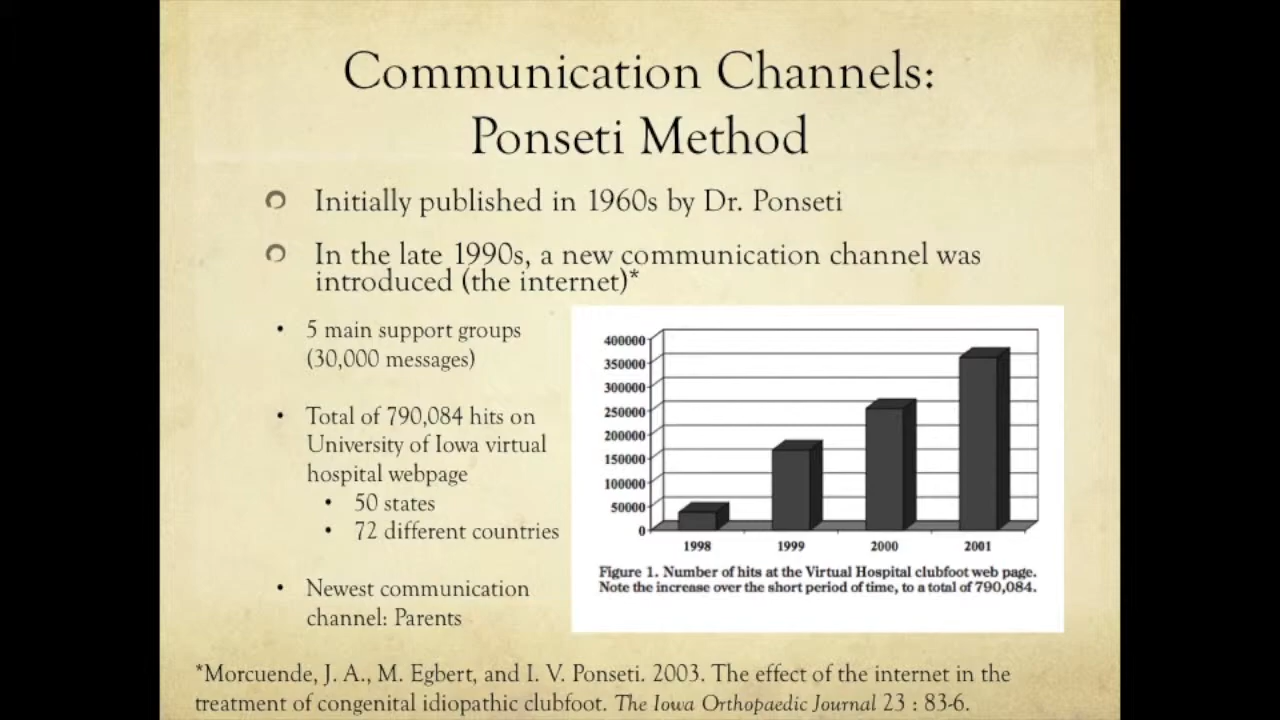 Communication Channels:
Ponseti Method
Initially published in 1960s by Dr. Ponseti
In the late 1990s, a new communication channel was
introduced (the internet)*
• 5 main support groups
(30,000 messages)
• Total of 790,084 hits on
University of Iowa virtual
hospital webpage
• 50 states
• 72 different countries
• Newest communication
channel: Parents
400000
350000
300000
250000
200000
150000
100000
50000
0
1998 1999 2000 2001
Figure 1. Number of hits at the Virtual Hospital clubfoot web page.
Note the increase over the short period of time, to a total of 790,084.
*Morcuende, J. A., M. Egbert, and I. V. Ponseti. 2003. The effect of the internet in the
treatment of congenital idiopathic clubfoot. The Iowa Orthopaedic Journal 23 : 83-6.